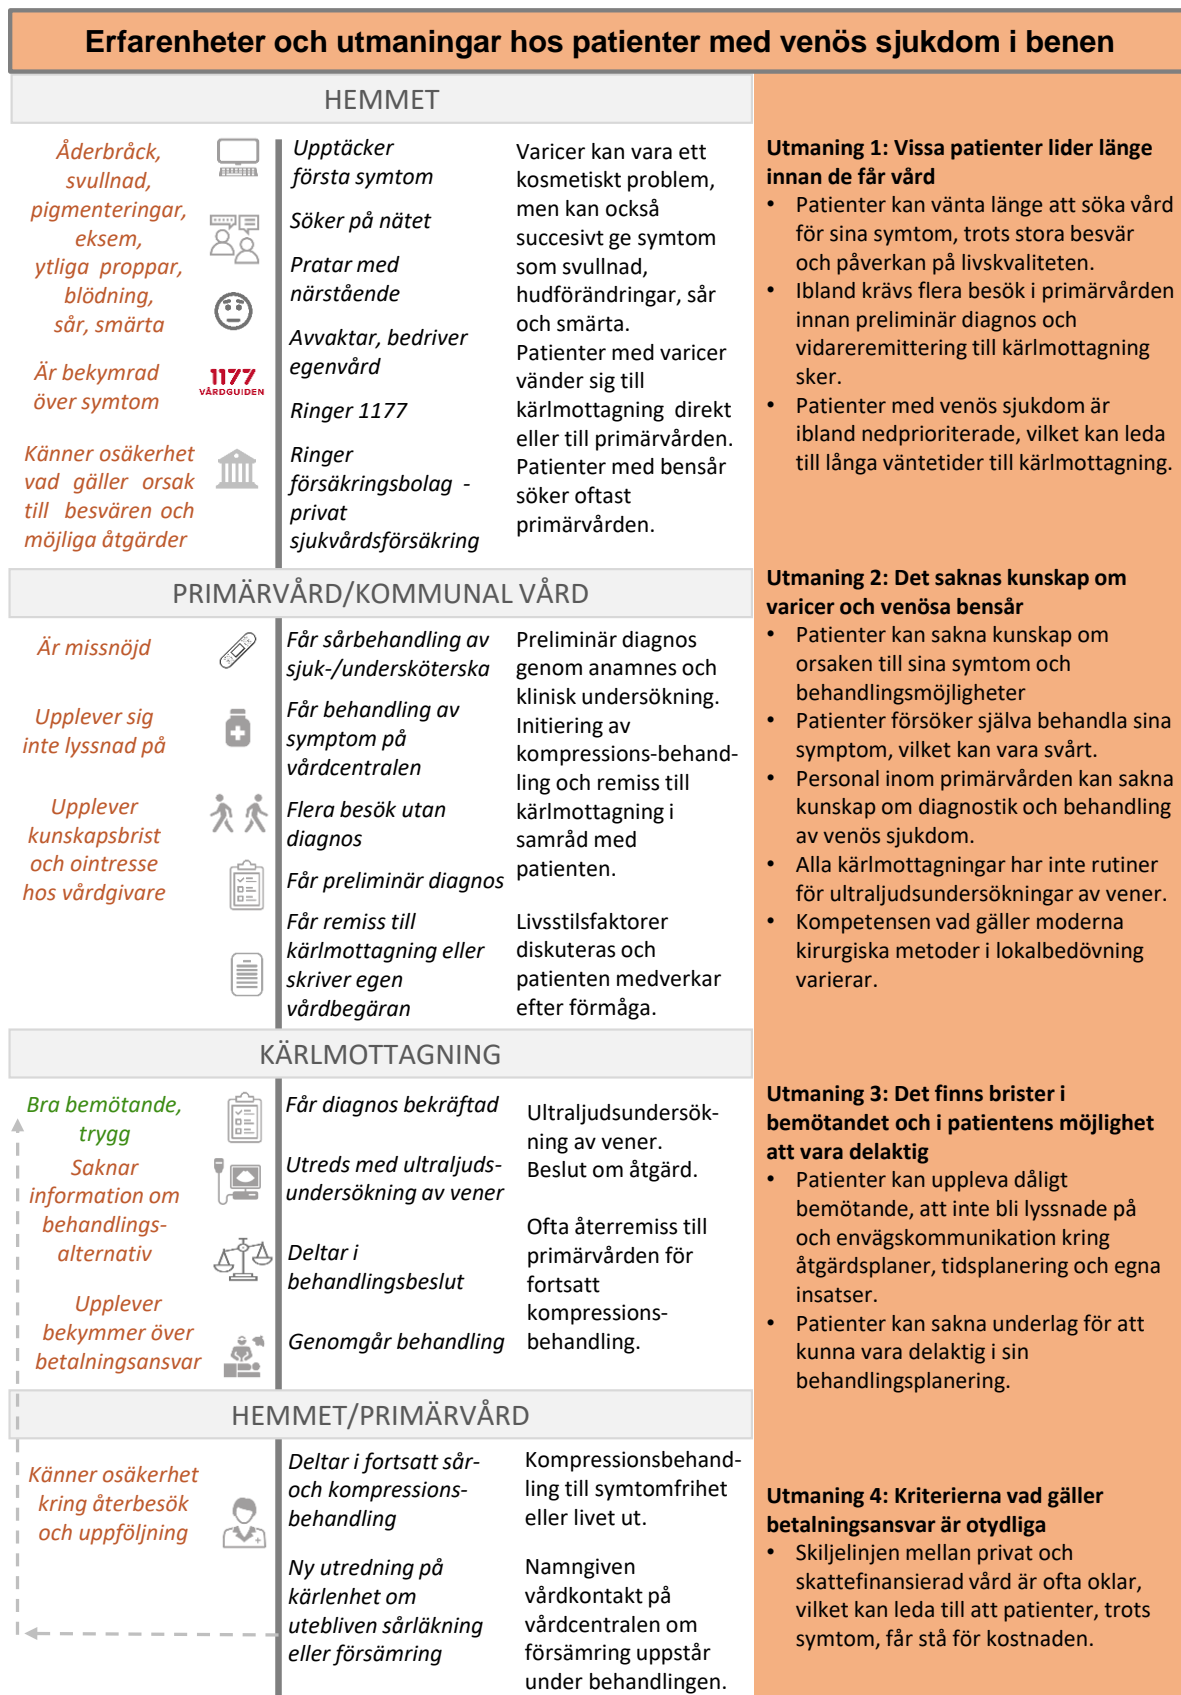 Erfarenheter och utmaningar hos patienter med venös sjukdom i benen
HEMMET
Åderbråck,
svullnad,
pigmenteringar,
eksem,
ytliga proppar,
blödning,
sår, smärta
Är bekymrad
över symtom
Känner osäkerhet
vad gäller orsak
till besvären och
möjliga åtgärder
1177
VÅRDGUIDEN
Upptäcker
första symtom
Söker på nätet
Pratar med
närstående
Avvaktar, bedriver
egenvård
Ringer 1177
Ringer
försäkringsbolag -
privat
sjukvårdsförsäkring
Varicer kan vara ett
kosmetiskt problem,
men kan också
succesivt ge symtom
som svullnad,
hudförändringar, sår
och smärta.
Patienter med varicer
vänder sig till
kärlmottagning direkt
eller till primärvården.
Patienter med bensår
söker oftast
primärvården.
PRIMÄRVÅRD/KOMMUNAL VÅRD
Är missnöjd
Upplever sig
inte lyssnad på
Upplever
kunskapsbrist
och ointresse
hos vårdgivare
Får sårbehandling av
sjuk-/undersköterska
Får behandling av
symptom på
vårdcentralen
Flera besök utan
diagnos
Får preliminär diagnos
Får remiss till
kärlmottagning eller
skriver egen
vårdbegäran
Preliminär diagnos
genom anamnes och
klinisk undersökning.
Initiering av
kompressions-behand-
ling och remiss till
kärlmottagning i
samråd med
patienten.
Livsstilsfaktorer
diskuteras och
patienten medverkar
efter förmåga.
KÄRLMOTTAGNING
Bra bemötande,
trygg
Saknar
information om
behandlings-
alternativ
Upplever
bekymmer över
betalningsansvar
Får diagnos bekräftad
Utreds med ultraljuds-
undersökning av vener
Deltar i
behandlingsbeslut
Genomgår behandling
Ultraljudsundersök-
ning av vener.
Beslut om åtgärd.
Ofta återremiss till
primärvården för
fortsatt
kompressions-
behandling.
HEMMET/PRIMÄRVÅRD
Känner osäkerhet
kring återbesök
och uppföljning
Deltar i fortsatt sår-
och kompressions-
behandling
Ny utredning på
kärlenhet om
utebliven sårläkning
eller försämring
Kompressionsbehand-
ling till symtomfrihet
eller livet ut.
Namngiven
vårdkontakt på
vårdcentralen om
försämring uppstår
under behandlingen.
Utmaning 1: Vissa patienter lider länge
innan de får vård
• Patienter kan vänta länge att söka vård
för sina symtom, trots stora besvär
och påverkan på livskvaliteten.
• Ibland krävs flera besök i primärvården
innan preliminär diagnos och
vidareremittering till kärlmottagning
sker.
• Patienter med venös sjukdom är
ibland nedprioriterade, vilket kan leda
till långa väntetider till kärlmottagning.
Utmaning 2: Det saknas kunskap om
varicer och venösa bensår
• Patienter kan sakna kunskap om
orsaken till sina symtom och
behandlingsmöjligheter
• Patienter försöker själva behandla sina
symtom, vilket kan vara svårt.
• Personal inom primärvården kan sakna
kunskap om diagnostik och behandling
av venös sjukdom.
• Alla kärlmottagningar har inte rutiner
för ultraljudsundersökningar av vener.
• Kompetensen vad gäller moderna
kirurgiska metoder i lokalbedövning
varierar.
Utmaning 3: Det finns brister i
bemötandet och i patientens möjlighet
att vara delaktig
• Patienter kan uppleva dåligt
bemötande, att inte bli lyssnade på
och envägskommunikation kring
åtgärdsplaner, tidsplanering och egna
insatser.
• Patienter kan sakna underlag för att
kunna vara delaktig i sin
behandlingsplanering.
Utmaning 4: Kriterierna vad gäller
betalningsansvar är otydliga
• Skiljelinjen mellan privat och
skattefinansierad vård är ofta oklar,
vilket kan leda till att patienter, trots
symtom, får stå för kostnaden.